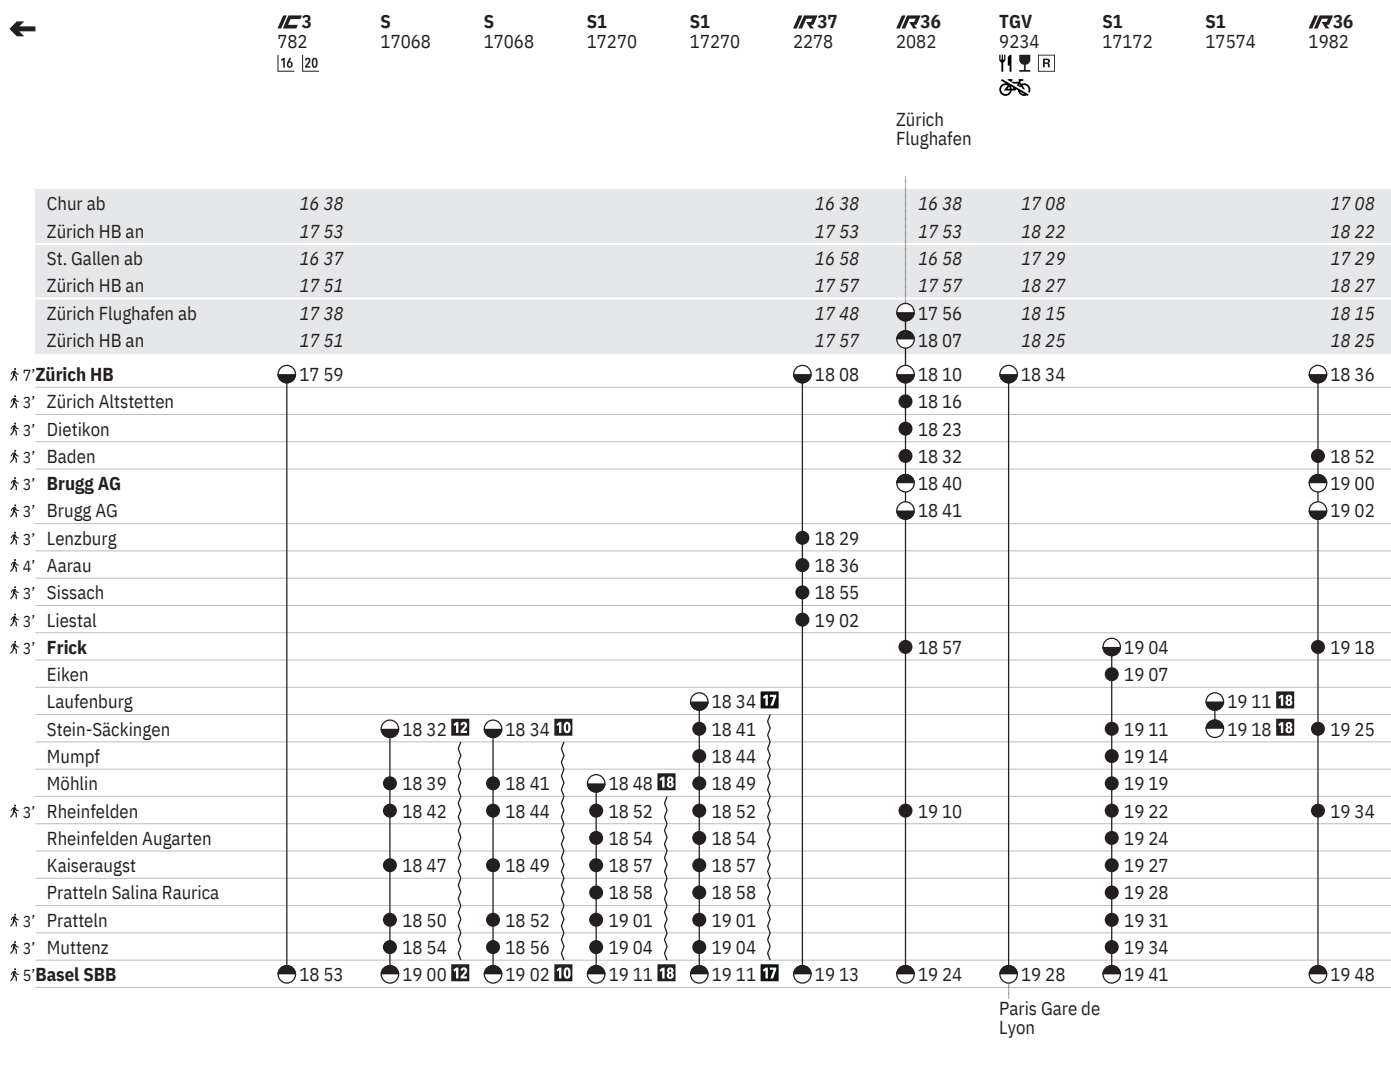 IC3 S S S1 S1 IR37 IR36 TGV S1 S1 IR36
782 17068 17068 17270 17270 2278 2082 9234 17172 17574 1982
16 20 R
Zürich
Flughafen
Chur ab 16 38 16 38 16 38 17 08 17 08
Zürich HB an 17 53 17 53 17 53 18 22 18 22
St. Gallen ab 16 37 16 58 16 58 17 29 17 29
Zürich HB an 17 51 17 57 17 57 18 27 18 27
Zürich Flughafen ab 17 38 17 48 17 56 18 15 18 15
Zürich HB an 17 51 17 57 18 07 18 25 18 25
7’ Zürich HB 17 59 18 08 18 10 18 34 18 36
3’ Zürich Altstetten 18 16
3’ Dietikon 18 23
3’ Baden 18 32 18 52
3’ Brugg AG 18 40 19 00
3’ Brugg AG 18 41 19 02
3’ Lenzburg 18 29
4’ Aarau 18 36
3’ Sissach 18 55
3’ Liestal 19 02
3’ Frick 18 57 19 04 19 18
Eiken 19 07
Laufenburg 18 34 17 19 11 18
Stein-Säckingen 18 32 12 18 34 10 18 41 19 11 19 18 18 19 25
Mumpf 18 44 19 14
Möhlin 18 39 18 41 18 48 18 18 49 19 19
3’ Rheinfelden 18 42 18 44 18 52 18 52 19 10 19 22 19 34
Rheinfelden Augarten 18 54 18 54 19 24
Kaiseraugst 18 47 18 49 18 57 18 57 19 27
Pratteln Salina Raurica 18 58 18 58 19 28
3’ Pratteln 18 50 18 52 19 01 19 01 19 31
3’ Muttenz 18 54 18 56 19 04 19 04 19 34
5’ Basel SBB 18 53 19 00 12 19 02 10 19 11 18 19 11 17 19 13 19 24 19 28 19 41 19 48
Paris Gare de
Lyon